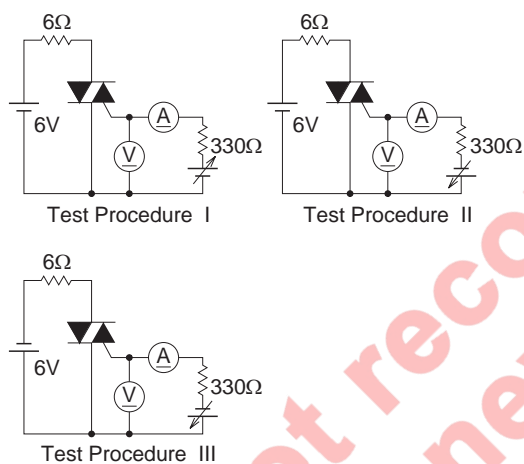 6Ω
6V
A
V
330Ω
Test Procedure I
6Ω
6V
A
V
330Ω
Test Procedure II
6Ω
6V
A
V
330Ω
Test Procedure III